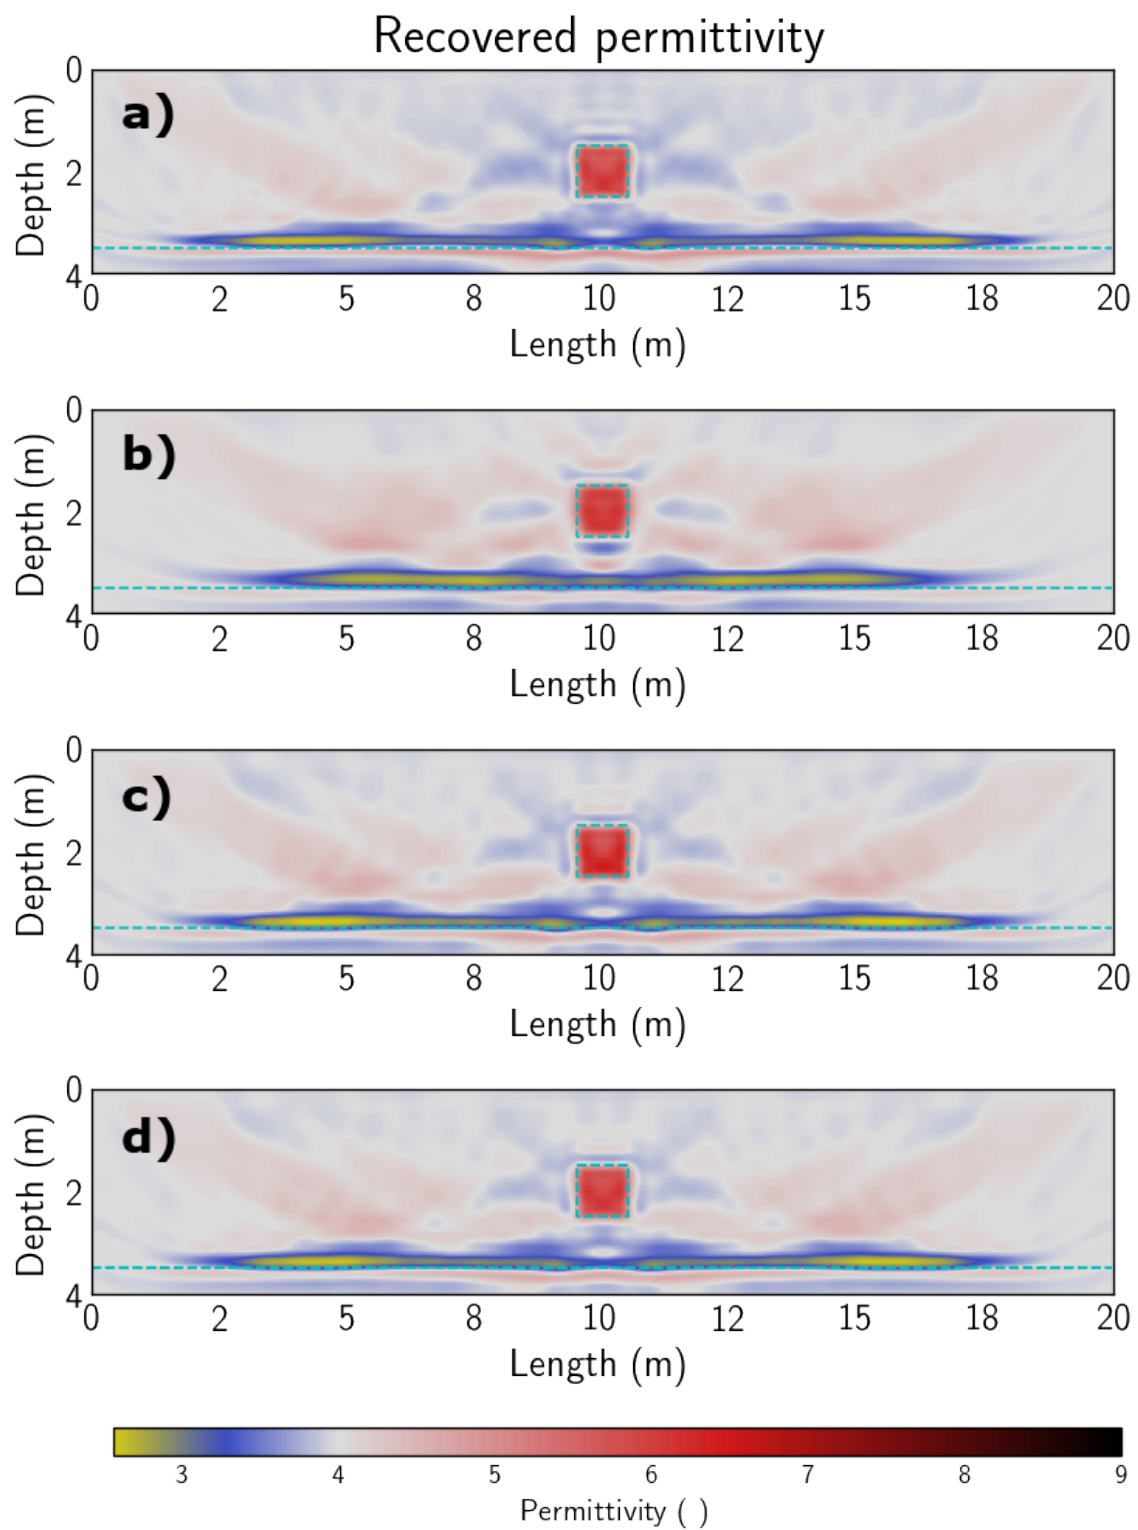 Recovered permittivity
a)
Depth (m)
0
2
4
0 2 5 8 10 12 15 18 20
Length (m)
b)
Depth (m)
0
2
4
0 2 5 8 10 12 15 18 20
Length (m)
c)
Depth (m)
0
2
4
0 2 5 8 10 12 15 18 20
Length (m)
d)
Depth (m)
0
2
4
0 2 5 8 10 12 15 18 20
Length (m)
3 4 5 6 7 8 9
Permittivity ( )